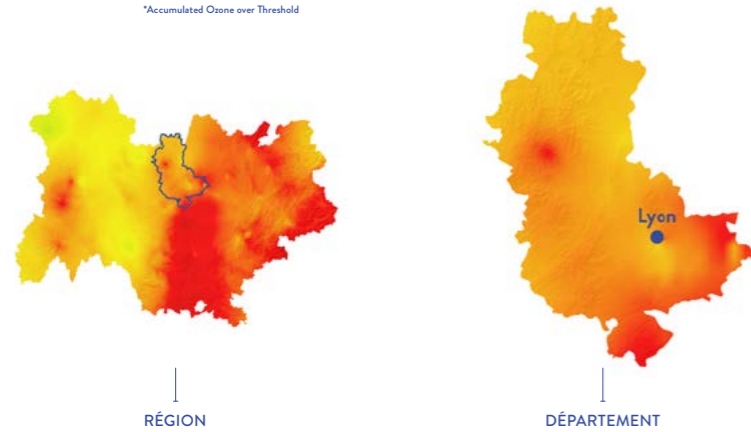 *Accumulated Ozone over Threshold
Lyon
RÉGION
DÉPARTEMENT